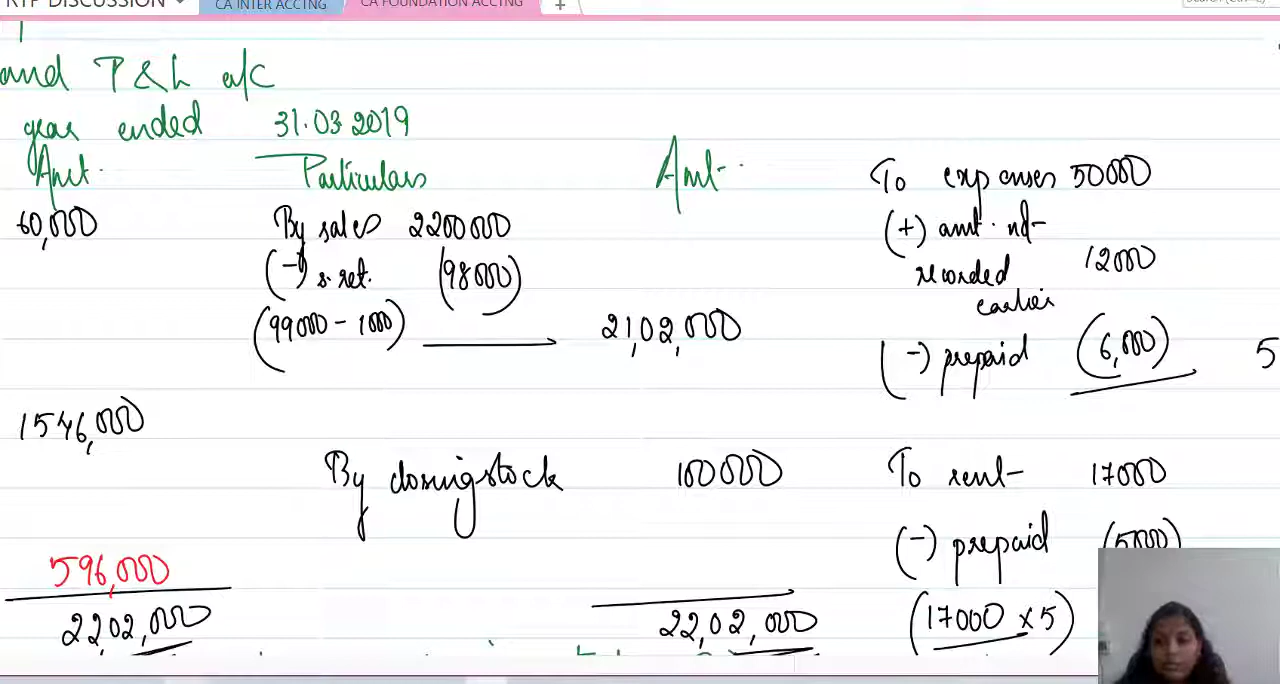 RTP DISCUSSION
CA INTER ACCTNG
CA FOUNDATION ACCTNG
+
and P & L a/c
year ended 31.03.2019
Amt. Particulars Amt.
60,000 By sales 2200000
(-) s.ret. (98000)
(99000 - 1000) 21,02,000
1546,000
By closing stock 100000
596,000
2202,000 22,02,000
To expenses 50000
(+) amt. not recorded earlier 12000
(-) prepaid (6,000) 5
To rent 17000
(-) prepaid (5000)
(17000 x 5)